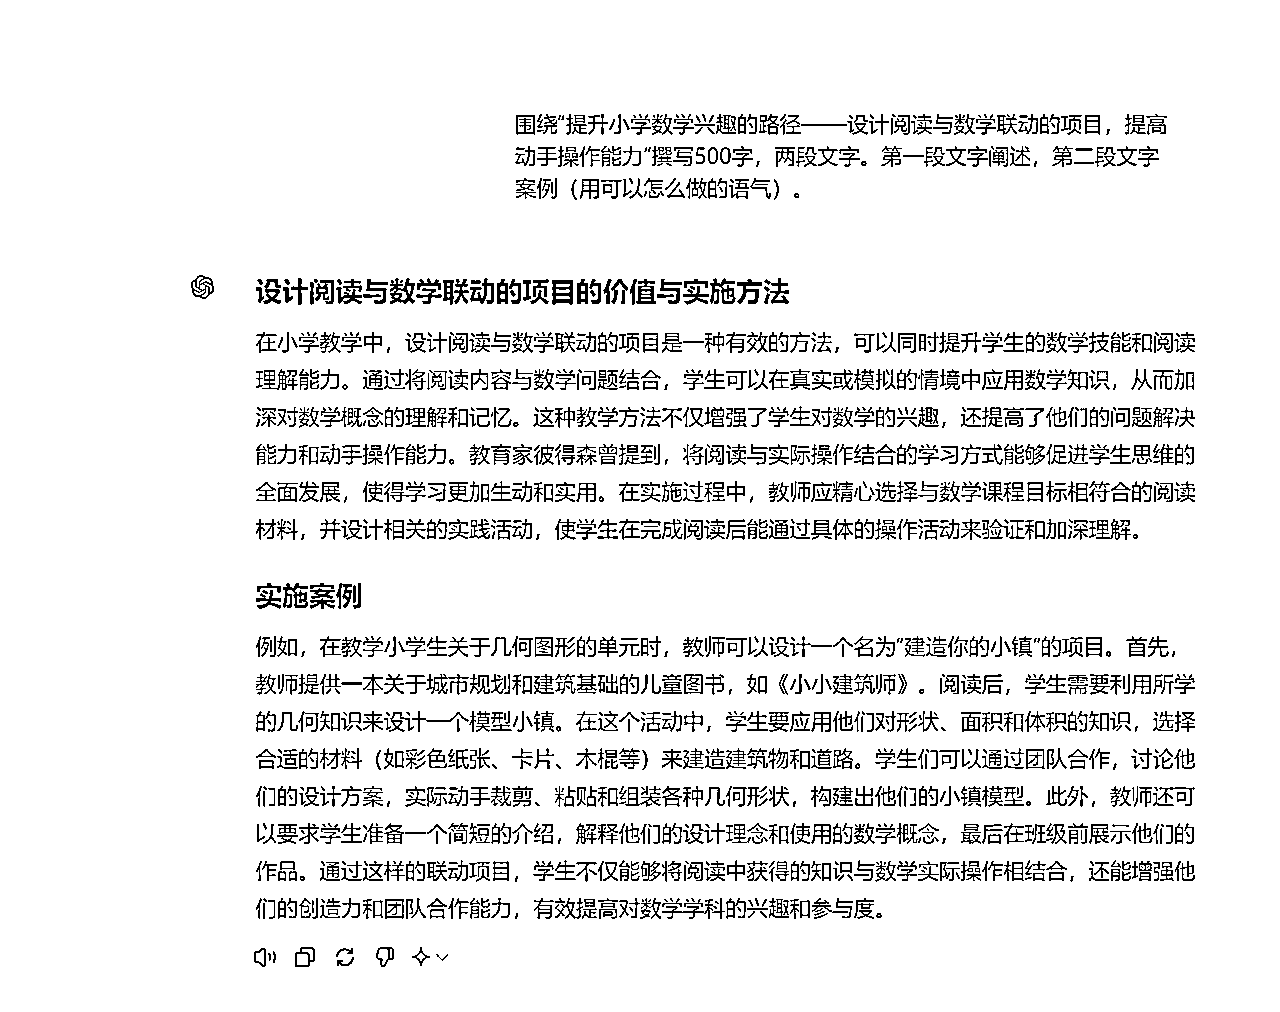 围绕“提升小学数学兴趣的路径——设计阅读与数学联动的项目，提高
动手操作能力”撰写500字，两段文字。第一段文字阐述，第二段文字
案例（用可以怎么做的语气）。
设计阅读与数学联动的项目的价值与实施方法
在小学教学中，设计阅读与数学联动的项目是一种有效的方法，可以同时提升学生的数学技能和阅读
理解能力。通过将阅读内容与数学问题结合，学生可以在真实或模拟的情境中应用数学知识，从而加
深对数学概念的理解和记忆。这种教学方法不仅增强了学生对数学的兴趣，还提高了他们的问题解决
能力和动手操作能力。教育家彼得森曾提到，将阅读与实际操作结合的学习方式能够促进学生思维的
全面发展，使得学习更加生动和实用。在实施过程中，教师应精心选择与数学课程目标相符合的阅读
材料，并设计相关的实践活动，使学生在完成阅读后能通过具体的操作活动来验证和加深理解。
实施案例
例如，在教学小学生关于几何图形的单元时，教师可以设计一个名为“建造你的小镇”的项目。首先，
教师提供一本关于城市规划和建筑基础的儿童图书，如《小小建筑师》。阅读后，学生需要利用所学
的几何知识来设计一个模型小镇。在这个活动中，学生要应用他们对形状、面积和体积的知识，选择
合适的材料（如彩色纸张、卡片、木棍等）来建造建筑物和道路。学生们可以通过团队合作，讨论他
们的设计方案，实际动手裁剪、粘贴和组装各种几何形状，构建出他们的小镇模型。此外，教师还可
以要求学生准备一个简短的介绍，解释他们的设计理念和使用的数学概念，最后在班级前展示他们的
作品。通过这样的联动项目，学生不仅能够将阅读中获得的知识与数学实际操作相结合，还能增强他
们的创造力和团队合作能力，有效提高对数学学科的兴趣和参与度。